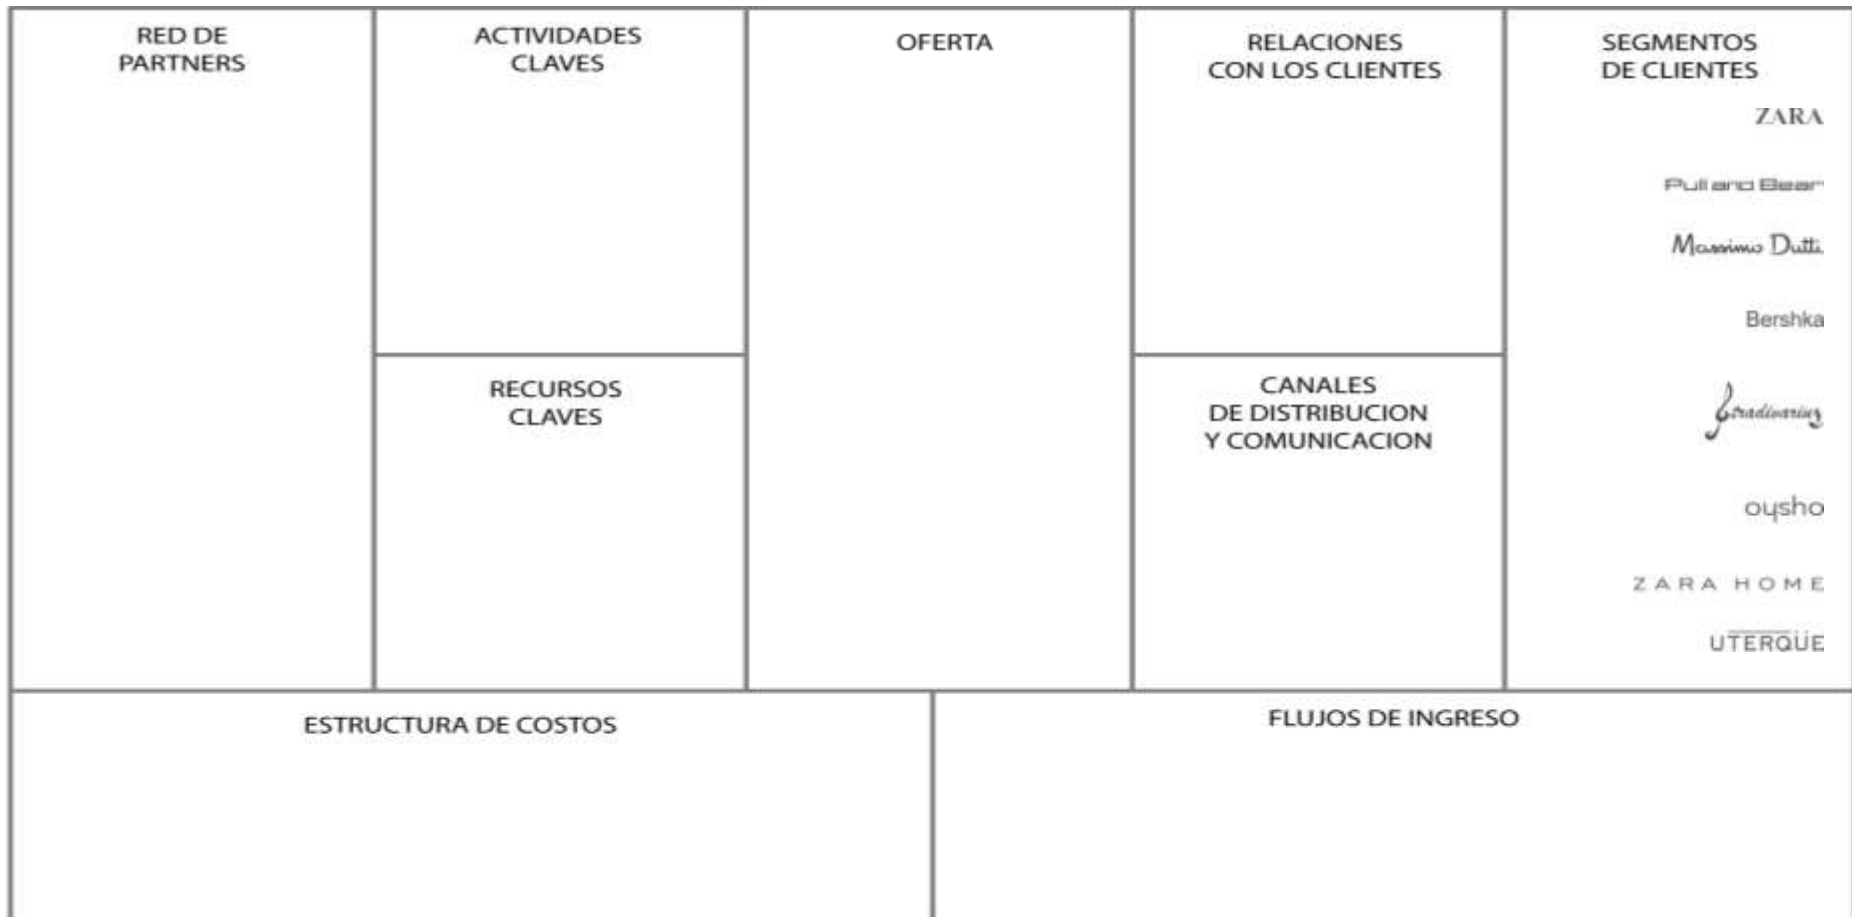 RED DE
PARTNERS
ACTIVIDADES
CLAVES
OFERTA
RELACIONES
CON LOS CLIENTES
SEGMENTOS
DE CLIENTES
ZARA
Pull and Bear
Massimo Dutti
Bershka
Stradivarius
oysho
ZARA HOME
UTERQÜE
RECURSOS
CLAVES
CANALES
DE DISTRIBUCION
Y COMUNICACION
ESTRUCTURA DE COSTOS
FLUJOS DE INGRESO